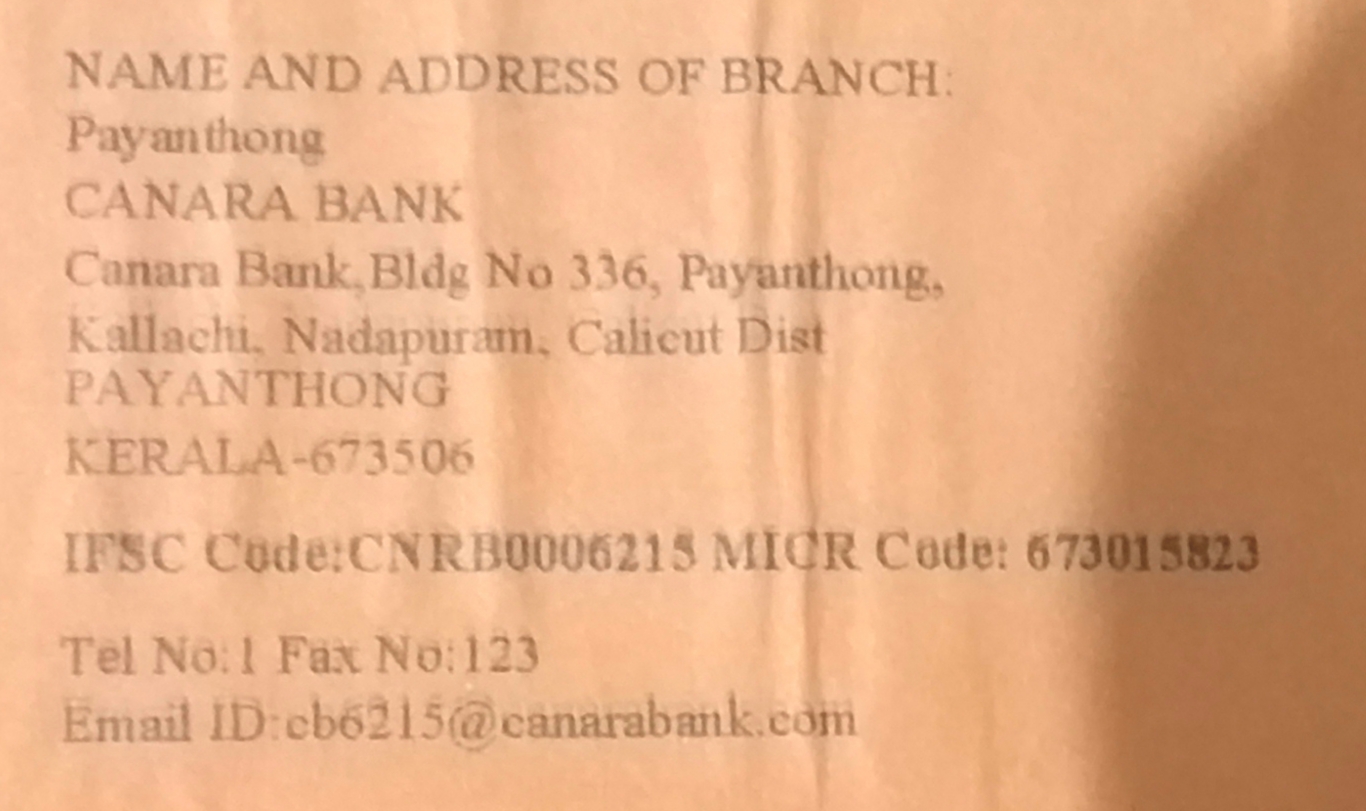 NAME AND ADDRESS OF BRANCH:
Payanthong
CANARA BANK
Canara Bank,Bldg No 336, Payanthong,
Kallachi, Nadapuram, Calicut Dist
PAYANTHONG
KERALA-673506
IFSC Code:CNRB0006215 MICR Code: 673015823
Tel No:1 Fax No:123
Email ID:cb6215@canarabank.com